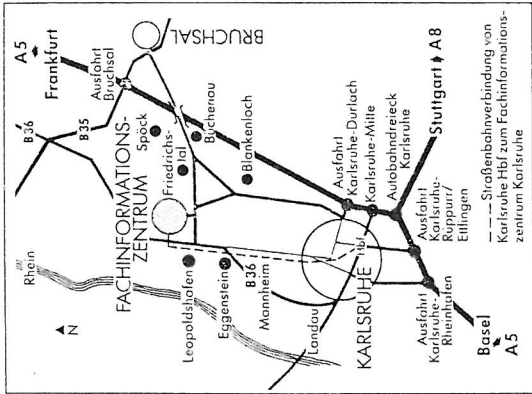 A5
Frankfurt
B36
B35
Ausfahrt
Bruchsal
BRUCHSAL
Rhein
N
FACHINFORMATIONS-
ZENTRUM
Spöck
Friedrichs-
tal
Büchenau
Blankenloch
Leopoldshafen
Eggenstein
B36
Mannheim
Landau
KARLSRUHE
Hbf
Ausfahrt
Karlsruhe-Durlach
Karlsruhe-Mitte
Autobahndreieck
Karlsruhe
Stuttgart A8
Ausfahrt
Karlsruhe-
Rüppurr/
Ettlingen
Ausfahrt
Karlsruhe-
Rheinhafen
Basel
A5
Straßenbahnverbindung von
Karlsruhe Hbf zum Fachinformations-
zentrum Karlsruhe